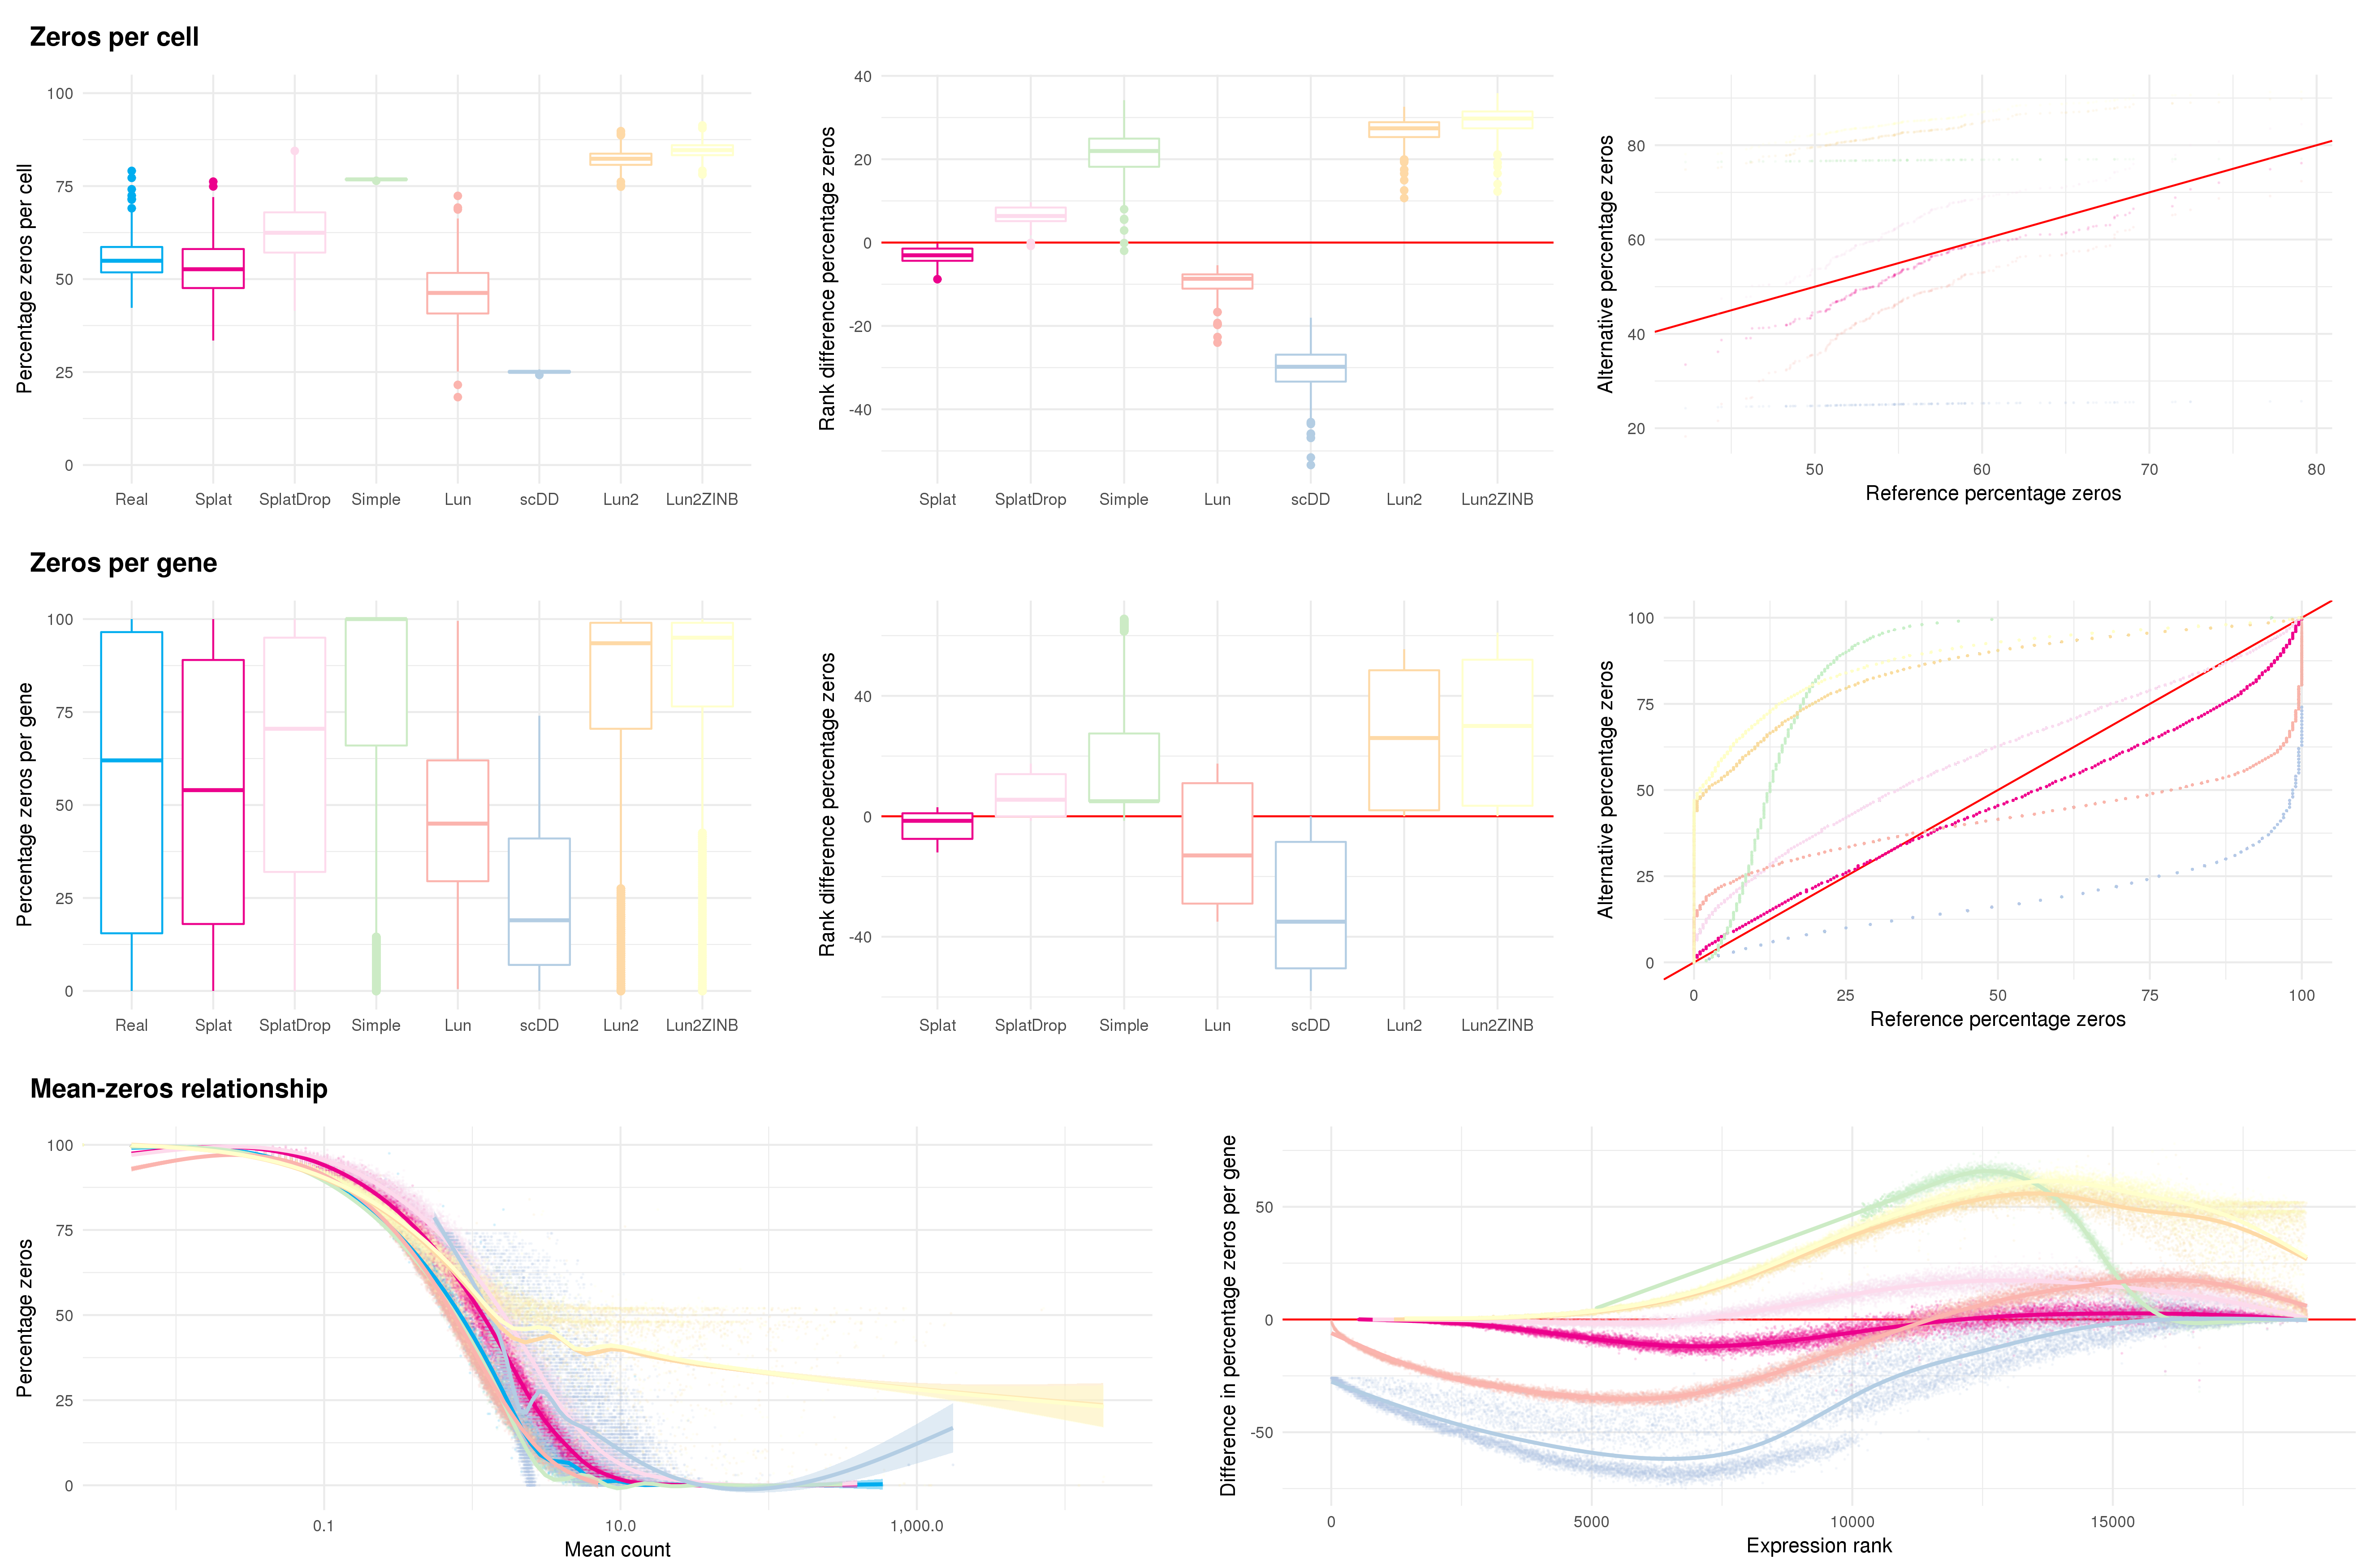 Zeros per cell
Percentage zeros per cell
100
75
50
25
0
Real Splat SplatDrop Simple Lun scDD Lun2 Lun2ZINB
Rank difference percentage zeros
40
20
0
-20
-40
Splat SplatDrop Simple Lun scDD Lun2 Lun2ZINB
Alternative percentage zeros
80
60
40
20
50 60 70 80
Reference percentage zeros
Zeros per gene
Percentage zeros per gene
100
75
50
25
0
Real Splat SplatDrop Simple Lun scDD Lun2 Lun2ZINB
Rank difference percentage zeros
40
0
-40
Splat SplatDrop Simple Lun scDD Lun2 Lun2ZINB
Alternative percentage zeros
100
75
50
25
0
0 25 50 75 100
Reference percentage zeros
Mean-zeros relationship
Percentage zeros
100
75
50
25
0
0.1 10.0 1,000.0
Mean count
Difference in percentage zeros per gene
50
0
-50
0 5000 10000 15000
Expression rank